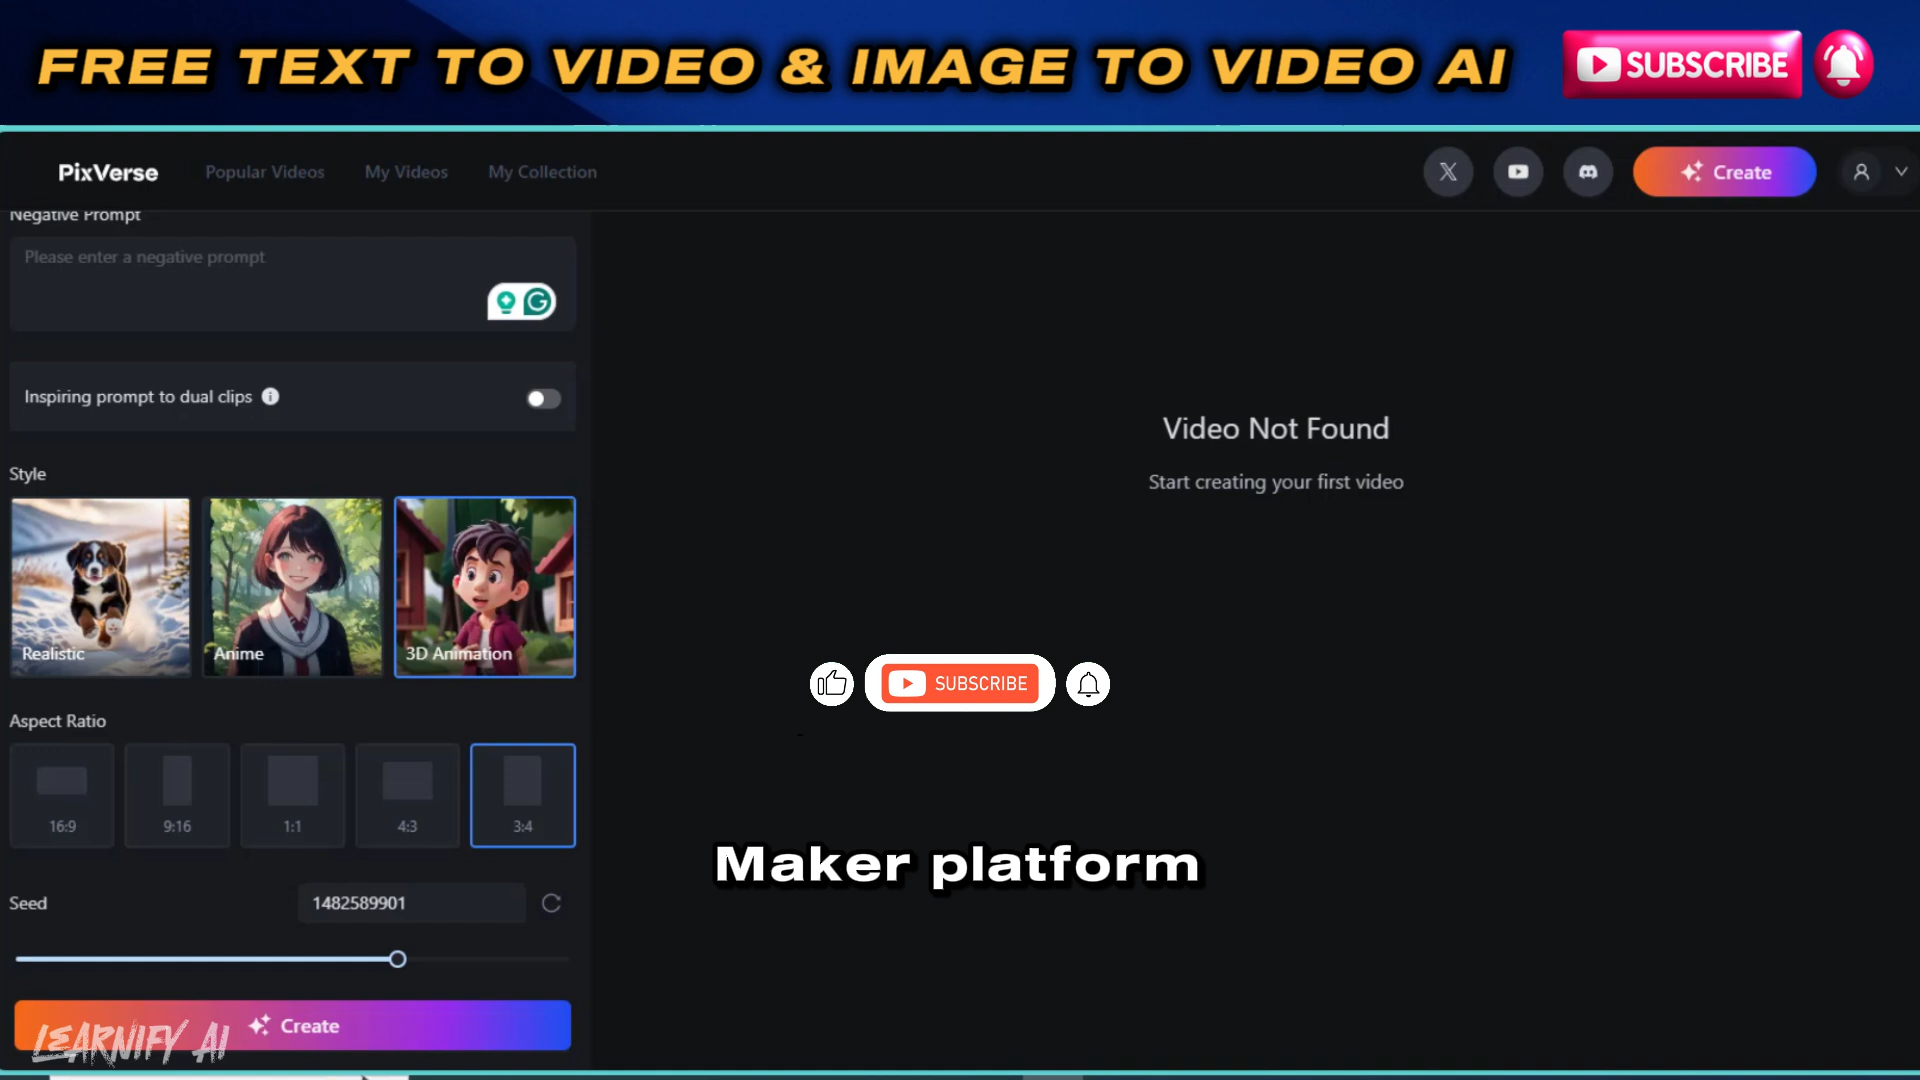 FREE TEXT TO VIDEO & IMAGE TO VIDEO AI
SUBSCRIBE
PixVerse
Popular Videos
My Videos
My Collection
Create
Negative Prompt
Please enter a negative prompt
Inspiring prompt to dual clips
Video Not Found
Start creating your first video
Style
Realistic
Anime
3D Animation
SUBSCRIBE
Aspect Ratio
16:9
9:16
1:1
4:3
3:4
Maker platform
Seed
1482589901
Create
LEARNIFY AI